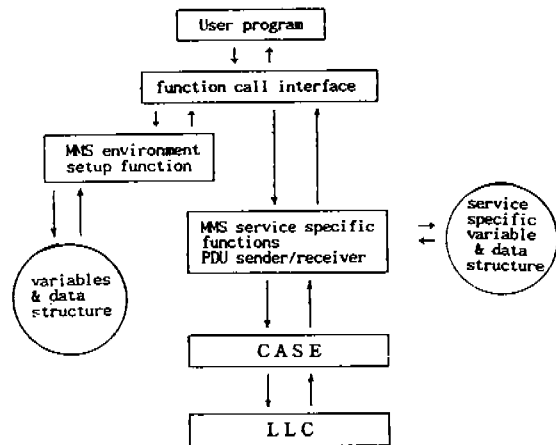 User program
function call interface
MMS environment
setup function
MMS service specific
functions
PDU sender/receiver
service
specific
variable
& data
structure
variables
& data
structure
CASE
LLC